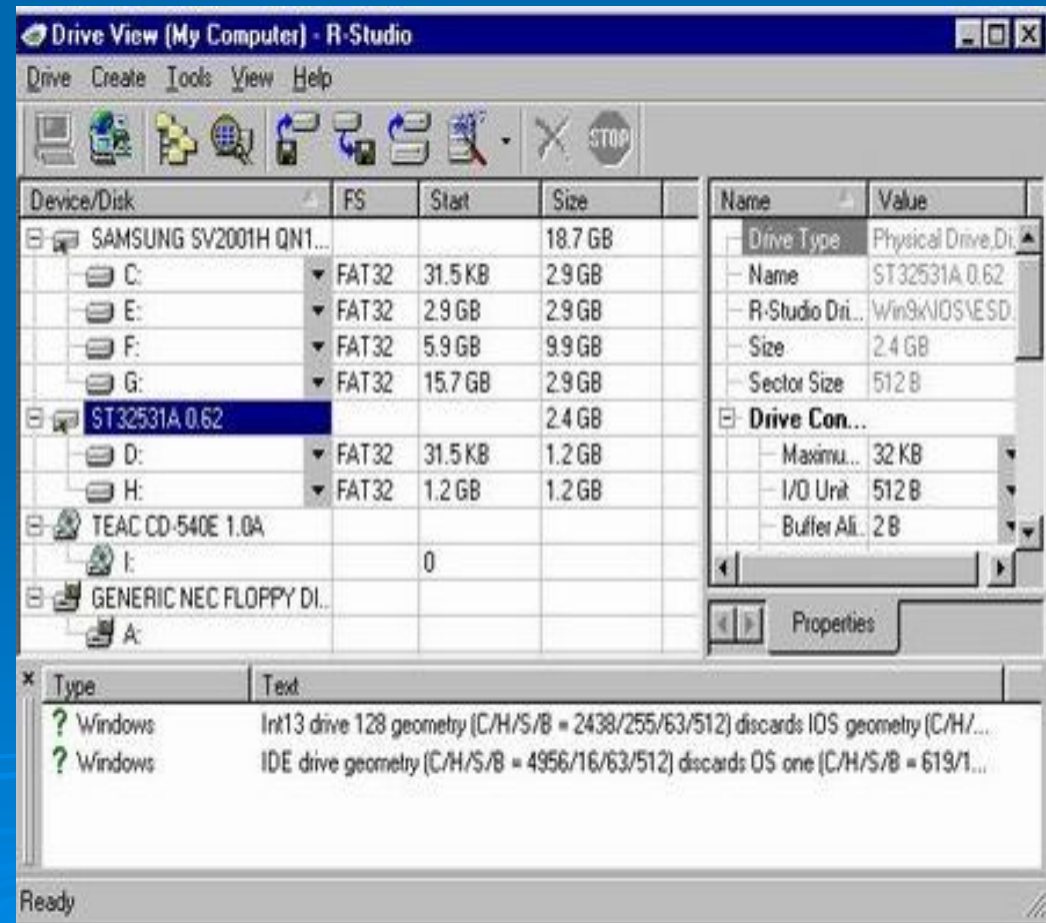 Drive View (My Computer) - R-Studio
Drive Create Tools View Help
STOP
Device/Disk FS Start Size
SAMSUNG SV2001H QN1... 18.7 GB
C: FAT32 31.5 KB 2.9 GB
E: FAT32 2.9 GB 2.9 GB
F: FAT32 5.9 GB 9.9 GB
G: FAT32 15.7 GB 2.9 GB
ST32531A 0.62 2.4 GB
D: FAT32 31.5 KB 1.2 GB
H: FAT32 1.2 GB 1.2 GB
TEAC CD-540E 1.0A
I: 0
GENERIC NEC FLOPPY DI...
A:
Name Value
Drive Type Physical Drive,Di
Name ST32531A 0.62
R-Studio Dri... Win9x\IOS\ESD.
Size 2.4 GB
Sector Size 512 B
Drive Con...
Maximu... 32 KB
I/O Unit 512 B
Buffer Ali.. 2 B
Properties
Type Text
? Windows Int13 drive 128 geometry (C/H/S/B = 2438/255/63/512) discards IOS geometry (C/H/...
? Windows IDE drive geometry (C/H/S/B = 4956/16/63/512) discards OS one (C/H/S/B = 619/1...
Ready